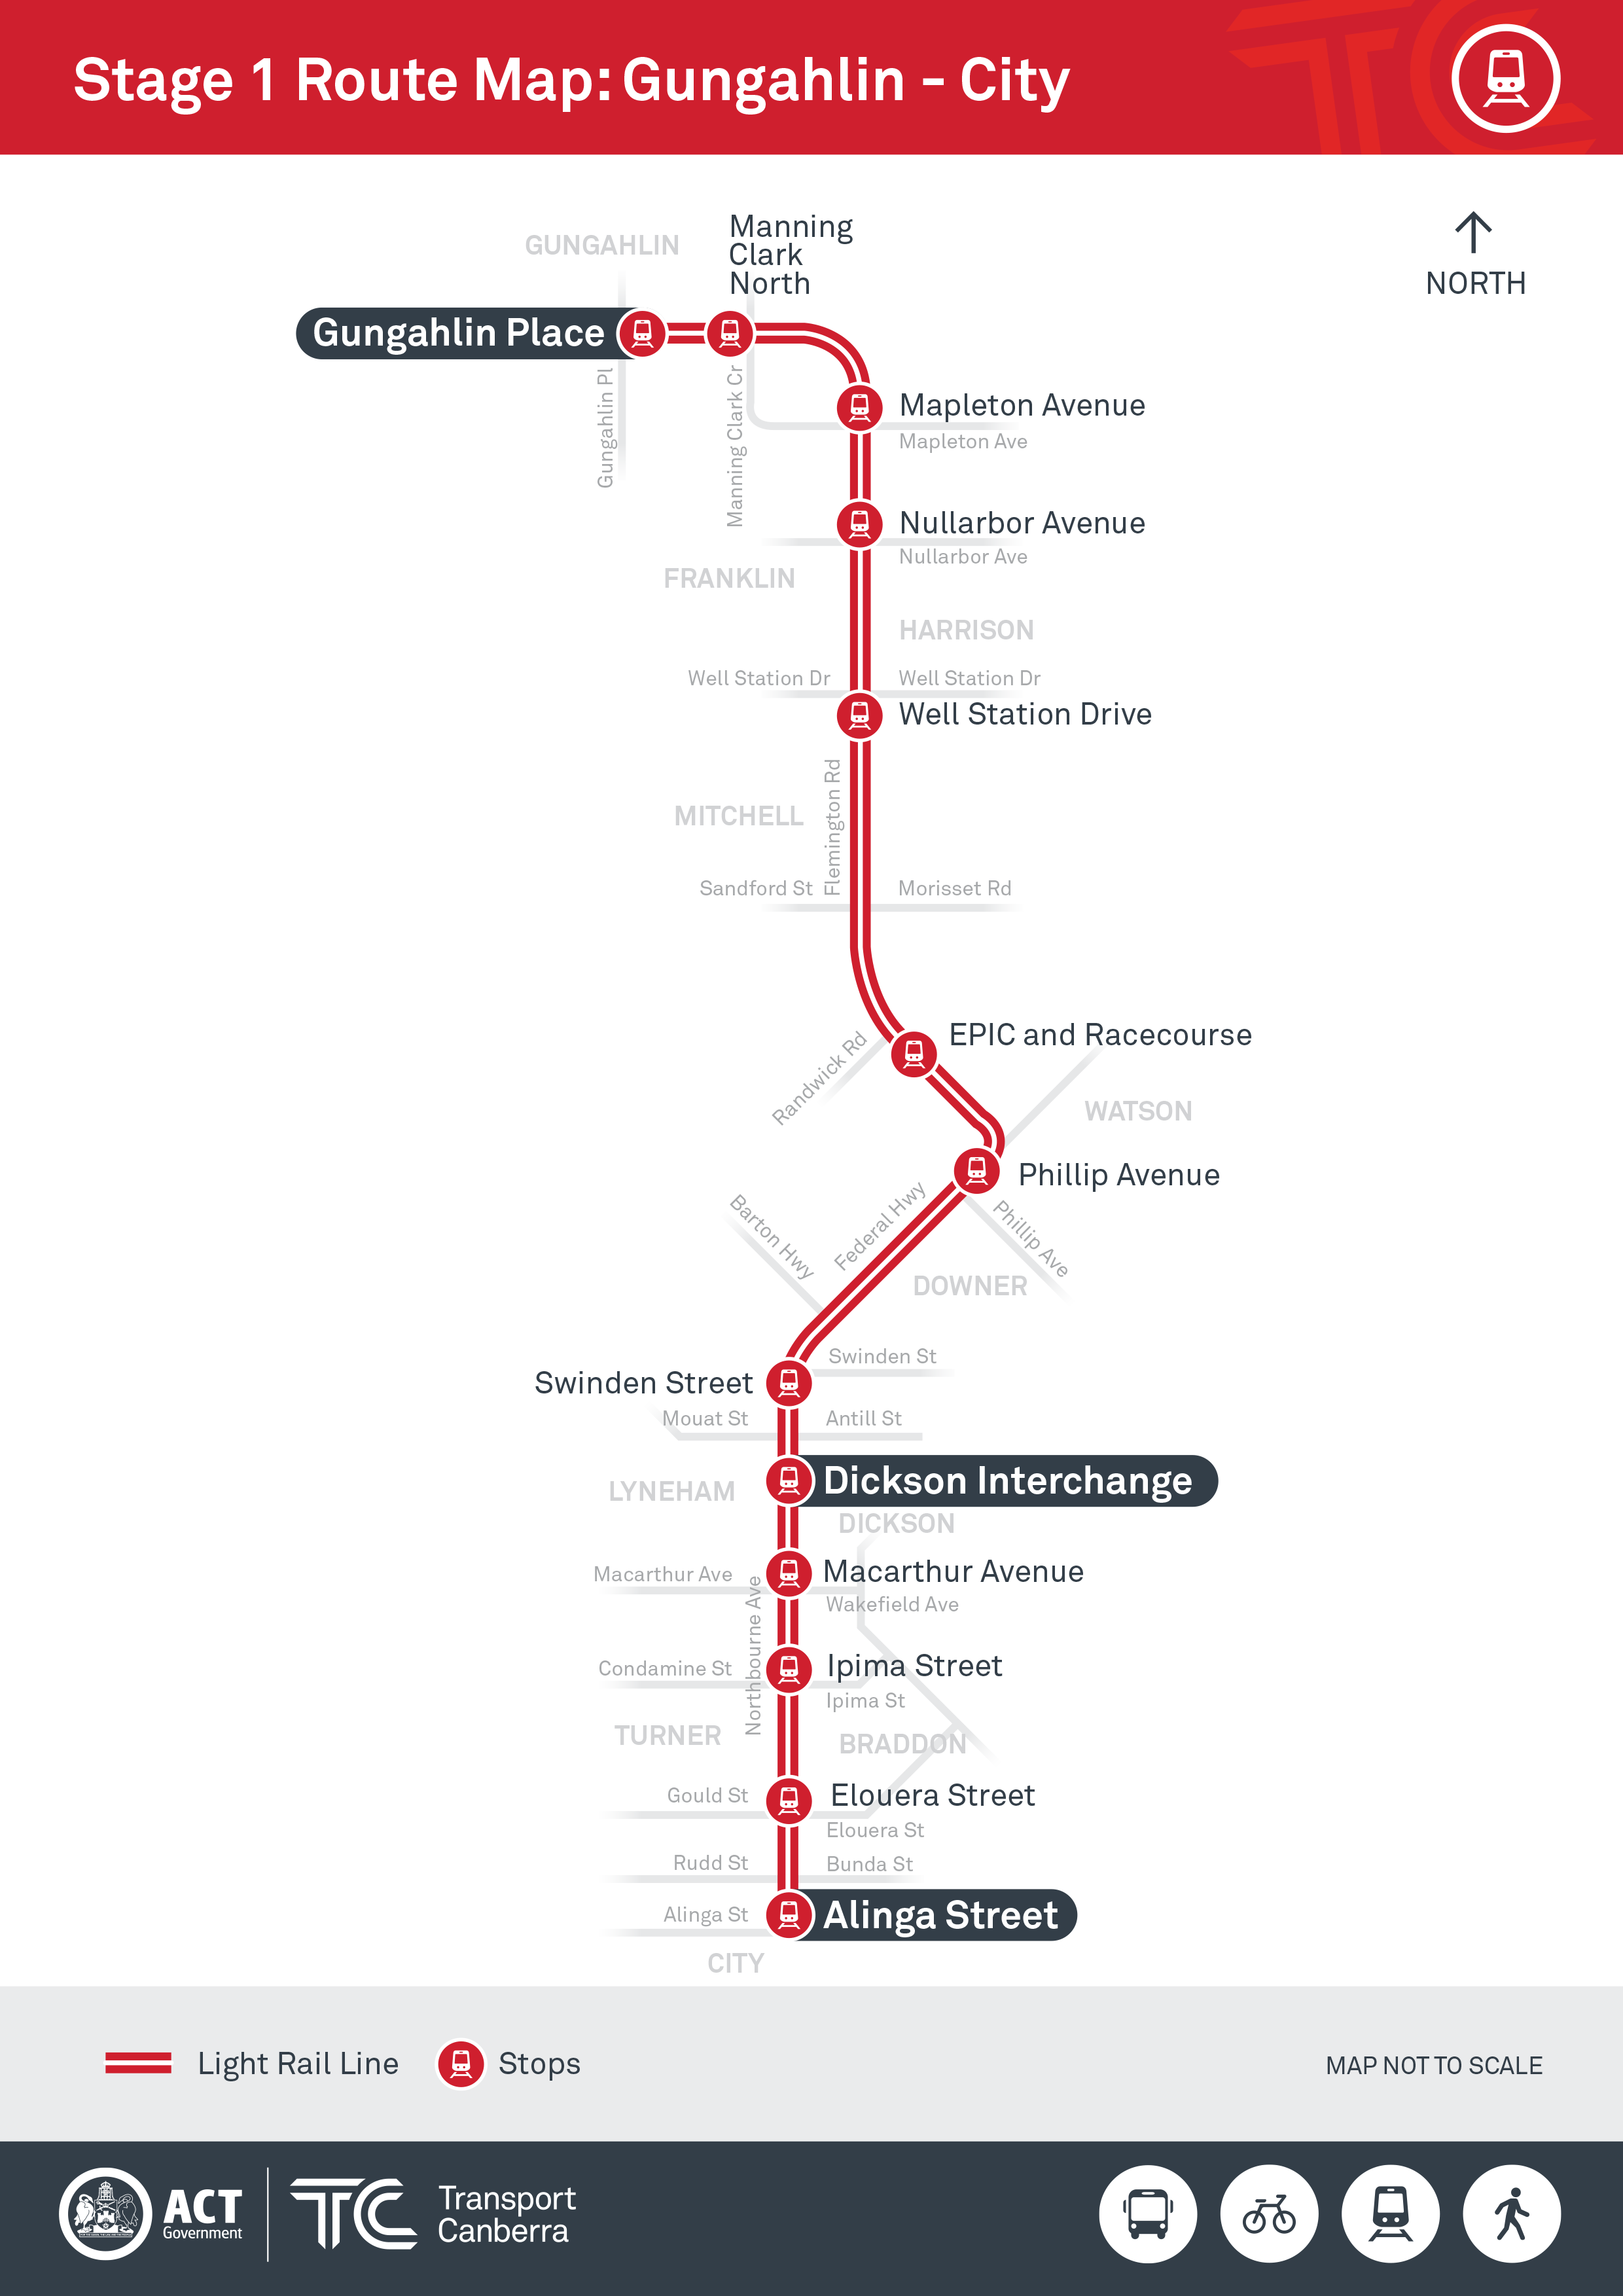 Stage 1 Route Map: Gungahlin - City
NORTH
GUNGAHLIN
Manning
Clark
North
Gungahlin Place
Gungahlin Pl
Manning Clark Cr
Mapleton Avenue
Mapleton Ave
Nullarbor Avenue
Nullarbor Ave
FRANKLIN
HARRISON
Well Station Dr
Well Station Dr
Well Station Drive
Flemington Rd
MITCHELL
Sandford St
Morisset Rd
EPIC and Racecourse
Randwick Rd
WATSON
Phillip Avenue
Barton Hwy
Federal Hwy
Phillip Ave
DOWNER
Swinden St
Swinden Street
Mouat St
Antill St
Dickson Interchange
LYNEHAM
DICKSON
Macarthur Ave
Macarthur Avenue
Wakefield Ave
Northbourne Ave
Condamine St
Ipima Street
Ipima St
TURNER
BRADDON
Gould St
Elouera Street
Elouera St
Rudd St
Bunda St
Alinga St
Alinga Street
CITY
Light Rail Line
Stops
MAP NOT TO SCALE
ACT
Government
TC
Transport
Canberra